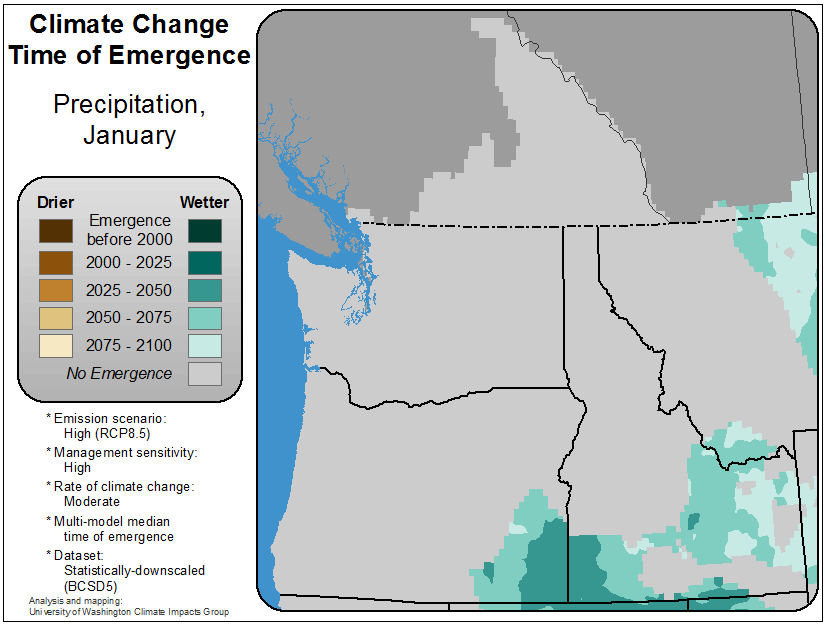 Climate Change
Time of Emergence
Precipitation,
January
Drier
Wetter
Emergence
before 2000
2000 - 2025
2025 - 2050
2050 - 2075
2075 - 2100
No Emergence
* Emission scenario:
High (RCP8.5)
* Management sensitivity:
High
* Rate of climate change:
Moderate
* Multi-model median
time of emergence
* Dataset:
Statistically-downscaled
(BCSD5)
Analysis and mapping:
University of Washington Climate Impacts Group